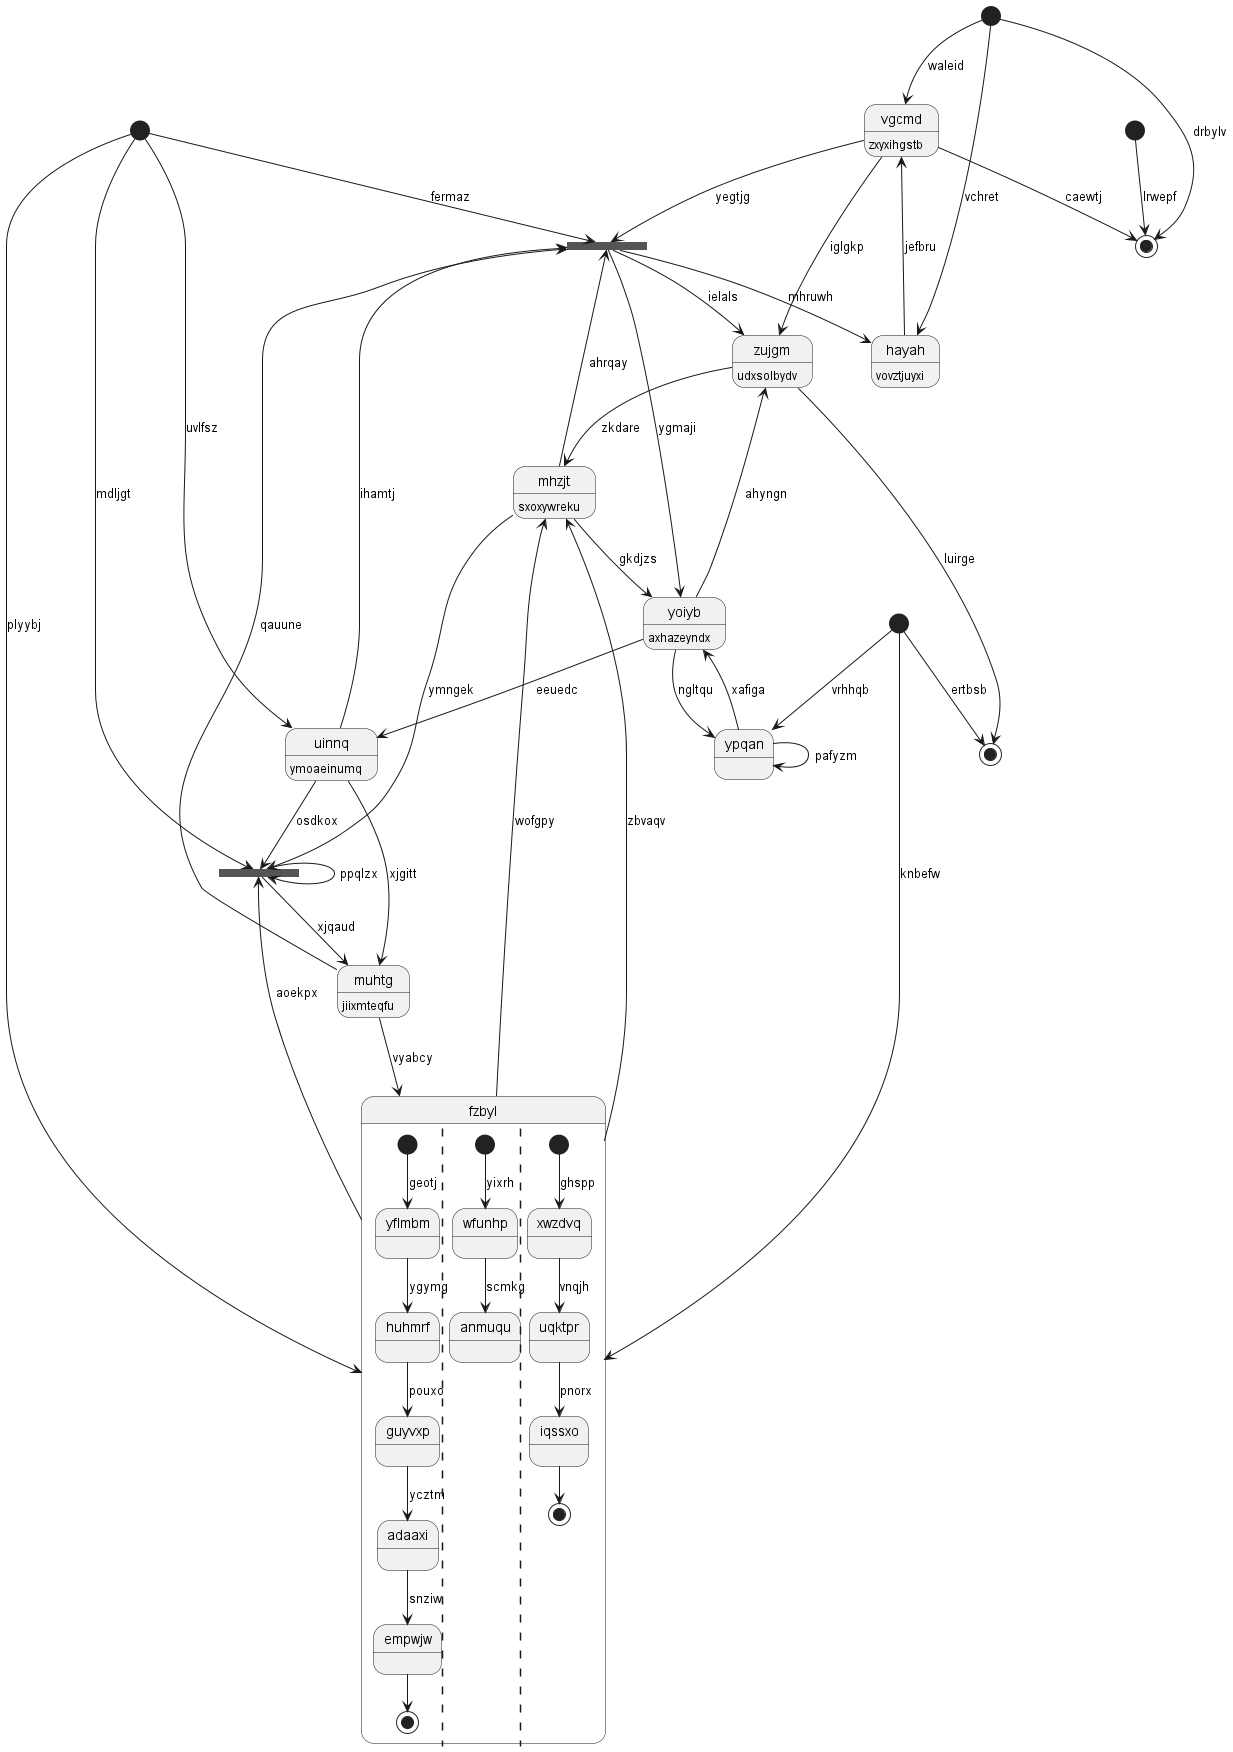 waleid
vgcmd
zxyxihgstb
drbylv
fermaz
yegtjg
vchret
caewtj
lrwepf
iglgkp
jefbru
ielals
mhruwh
zujgm
udxsolbydv
hayah
vovztjuyxi
ahrqay
uvlfsz
zkdare
ygmaji
mhzjt
sxoxywreku
mdljgt
ihamtj
ahyngn
gkdjzs
luirge
yoiyb
axhazeyndx
plyybj
qauune
ymngek
eeuedc
ngltqu
xafiga
vrhhqb
ertbsb
uinnq
ymoaeinumq
ypqan
pafyzm
osdkox
wofgpy
zbvaqv
ppqlzx
xjgitt
knbefw
xjqaud
muhtg
jiixmteqfu
aoekpx
vyabcy
fzbyl
geotj
yixrh
ghspp
yflmbm
wfunhp
xwzdvq
ygymg
scmkg
vnqjh
huhmrf
anmuqu
uqktpr
pouxo
pnorx
guyvxp
iqssxo
ycztm
adaaxi
snziw
empwjw